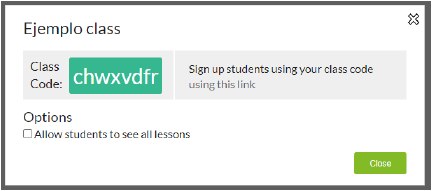 Ejemplo class
Class
Code:
chwxvdfr
Sign up students using your class code
using this link
Options
Allow students to see all lessons
Close